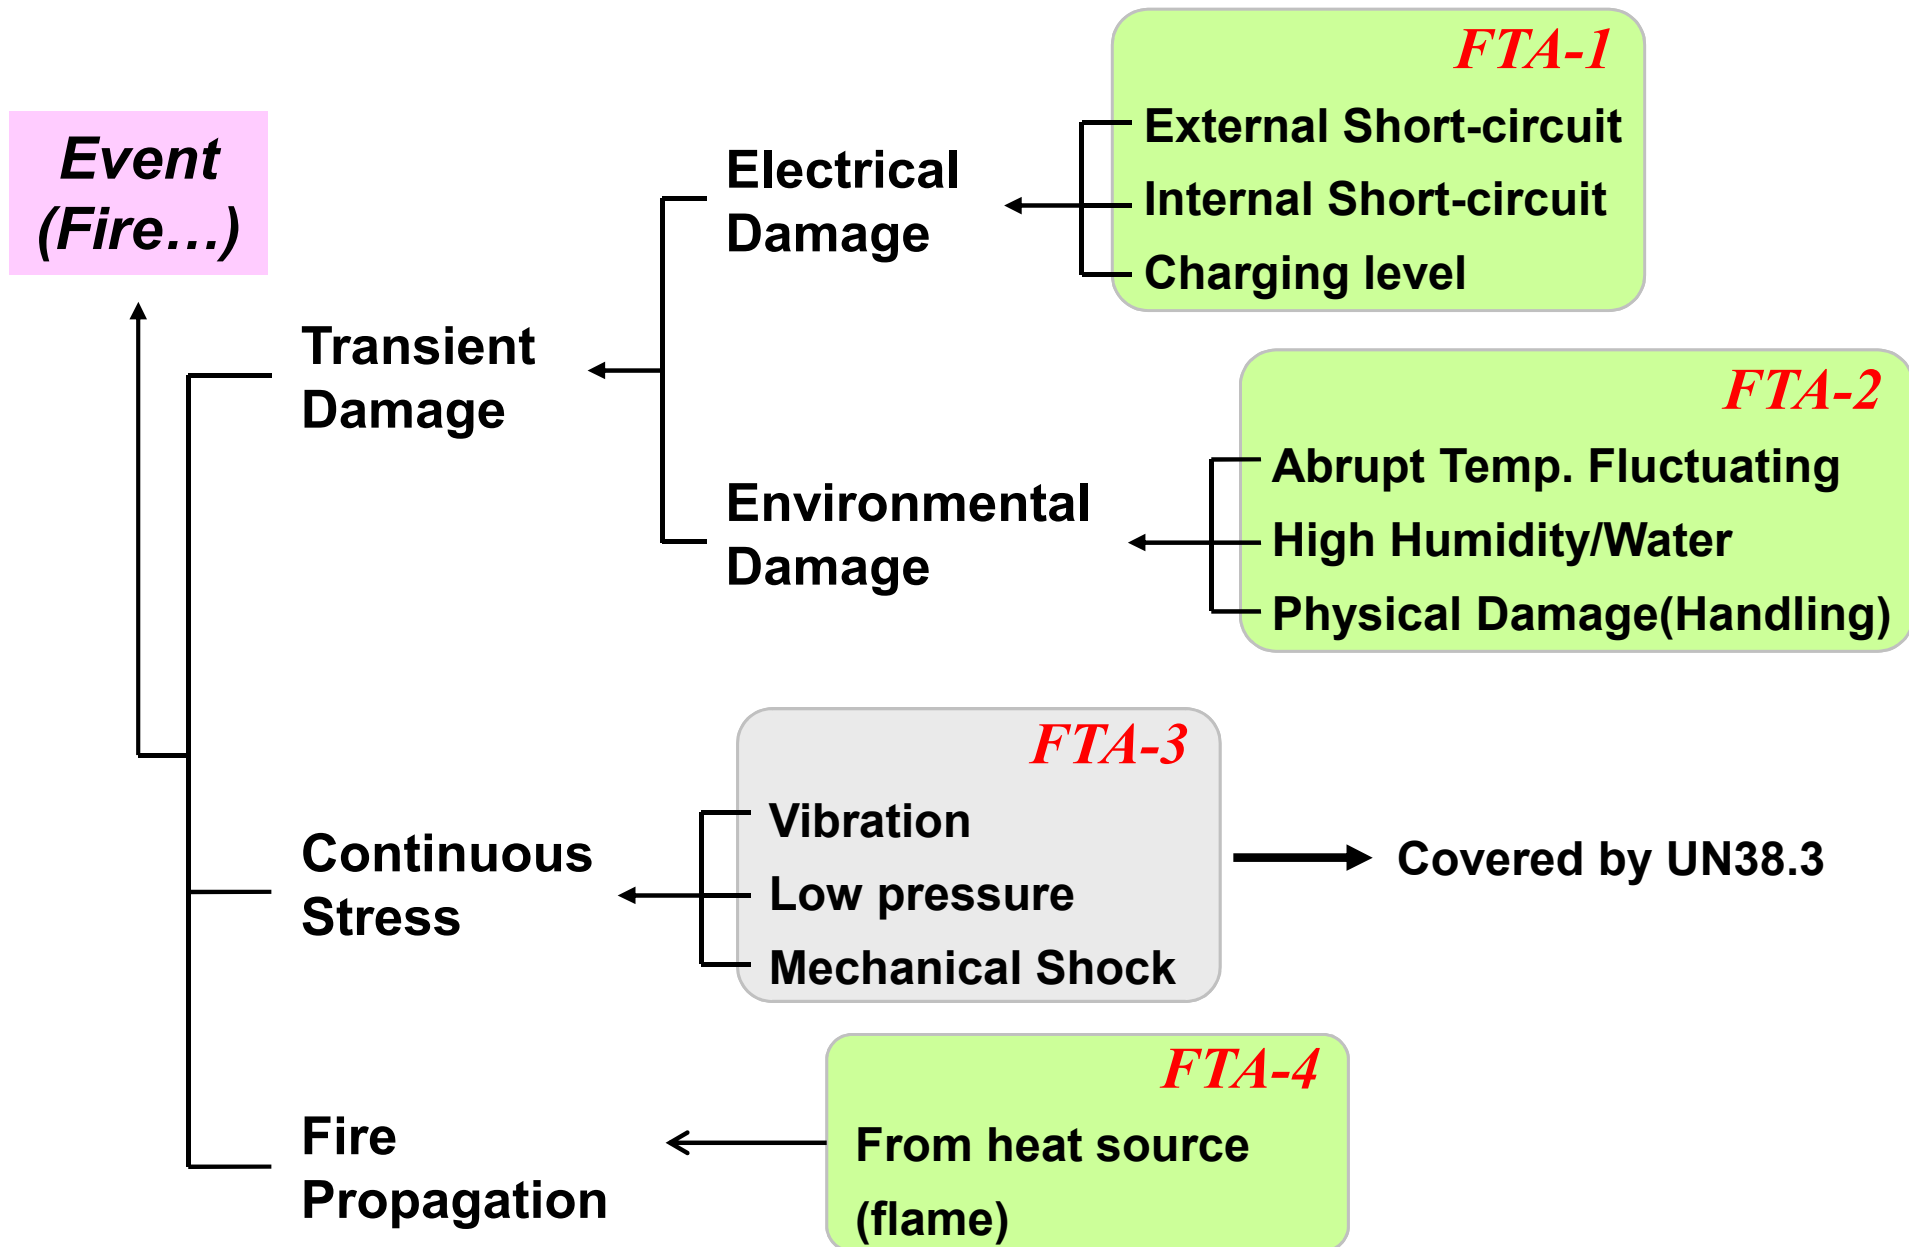 Event
(Fire…)
Transient
Damage
Electrical
Damage
FTA-1
External Short-circuit
Internal Short-circuit
Charging level
Environmental
Damage
FTA-2
Abrupt Temp. Fluctuating
High Humidity/Water
Physical Damage(Handling)
Continuous
Stress
FTA-3
Vibration
Low pressure
Mechanical Shock
Covered by UN38.3
Fire
Propagation
FTA-4
From heat source
(flame)